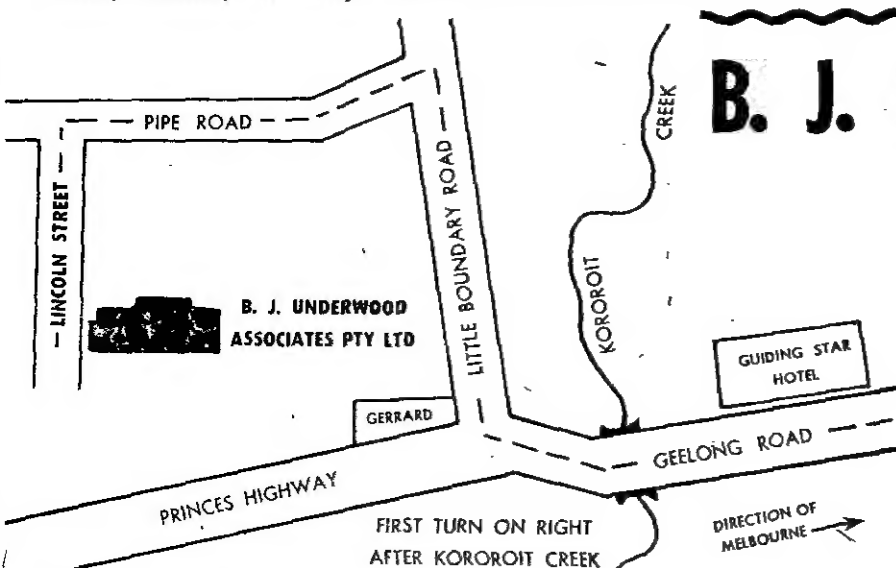 B. J.
CREEK
PIPE ROAD
LITTLE BOUNDARY ROAD
LINCOLN STREET
B. J. UNDERWOOD
ASSOCIATES PTY LTD
KOROROIT
GUIDING STAR
HOTEL
GERRARD
GEELONG ROAD
PRINCES HIGHWAY
FIRST TURN ON RIGHT
AFTER KOROROIT CREEK
DIRECTION OF
MELBOURNE